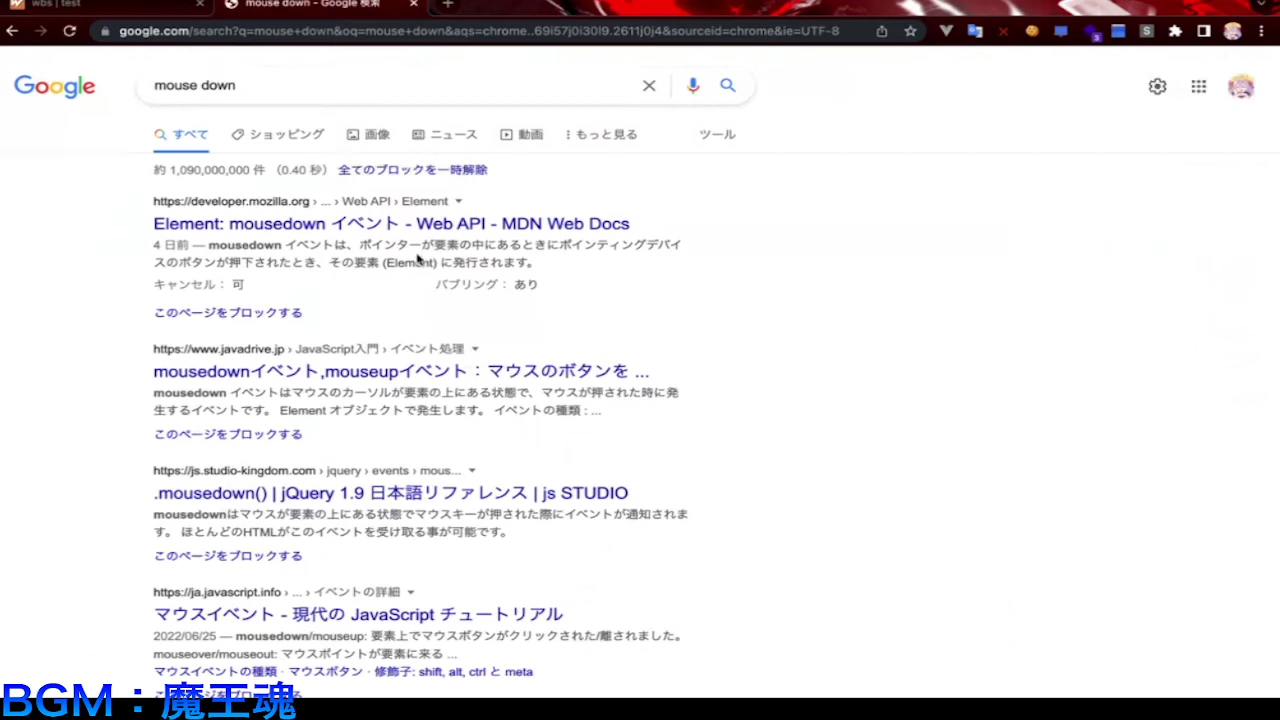 wbs | test
mouse down - Google 検索
google.com/search?q=mouse+down&oq=mouse+down&aqs=chrome..69i57j0i30l9.2611j0j4&sourceid=chrome&ie=UTF-8
Google
mouse down
すべて ショッピング 画像 ニュース 動画 もっと見る ツール
約 1,090,000,000 件 （0.40 秒） 全てのブロックを一時解除
https://developer.mozilla.org › ... › Web API › Element
Element: mousedown イベント - Web API - MDN Web Docs
4 日前 — mousedown イベントは、ポインターが要素の中にあるときにポインティングデバイ
スのボタンが押下されたとき、その要素 (Element) に発行されます。
キャンセル： 可 バブリング： あり
このページをブロックする
https://www.javadrive.jp › JavaScript入門 › イベント処理
mousedownイベント,mouseupイベント：マウスのボタンを ...
mousedown イベントはマウスのカーソルが要素の上にある状態で、マウスが押された時に発
生するイベントです。 Element オブジェクトで発生します。 イベントの種類 : ...
このページをブロックする
https://js.studio-kingdom.com › jquery › events › mous...
.mousedown() | jQuery 1.9 日本語リファレンス | js STUDIO
mousedownはマウスが要素の上にある状態でマウスキーが押された際にイベントが通知されま
す。 ほとんどのHTMLがこのイベントを受け取る事が可能です。
このページをブロックする
https://ja.javascript.info › ... › イベントの詳細
マウスイベント - 現代の JavaScript チュートリアル
2022/06/25 — mousedown/mouseup: 要素上でマウスボタンがクリックされた/離されました。
mouseover/mouseout: マウスポイントが要素に来る ...
マウスイベントの種類 · マウスボタン · 修飾子: shift, alt, ctrl と meta
BGM：魔王魂